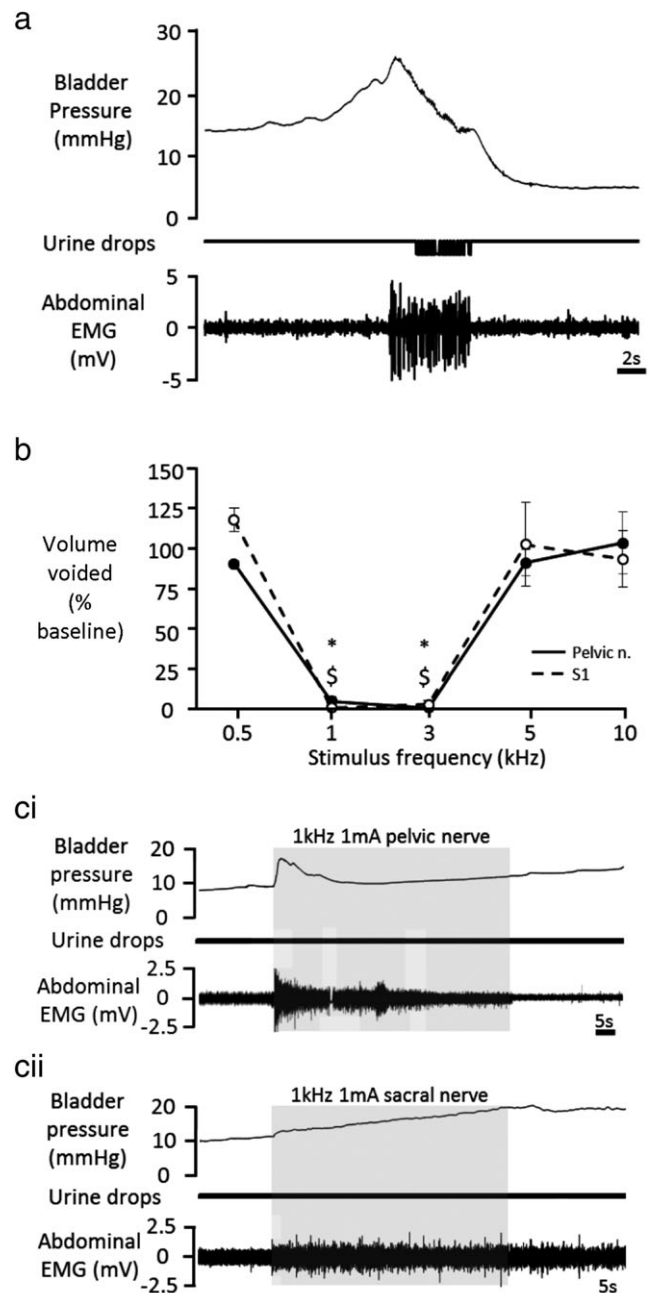 a
30
Bladder
Pressure
(mmHg)
20
10
0
Urine drops
5
Abdominal
EMG
(mV)
0
-5
2s
b
150
125
100
75
50
25
0
Volume
voided
(%
baseline)
* *
$ $
Pelvic n.
S1
0.5 1 3 5 10
Stimulus frequency (kHz)
ci
1kHz 1mA pelvic nerve
Bladder
pressure
(mmHg)
20
10
0
Urine drops
Abdominal
EMG (mV)
2.5
0
-2.5
5s
cii
1kHz 1mA sacral nerve
Bladder
pressure
(mmHg)
20
10
0
Urine drops
Abdominal
EMG (mV)
2.5
0
-2.5
5s